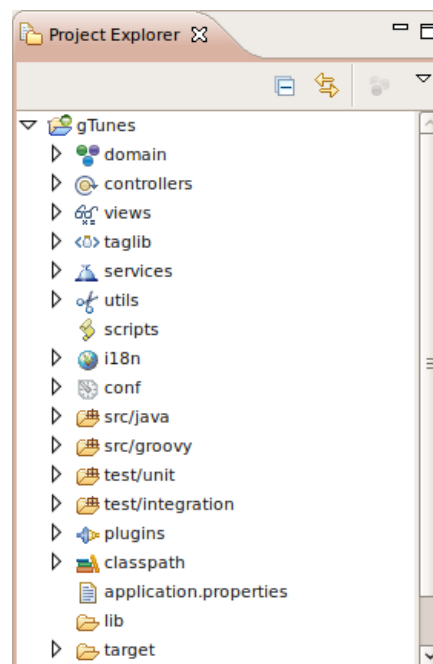 Project Explorer
gTunes
domain
controllers
views
taglib
services
utils
scripts
i18n
conf
src/java
src/groovy
test/unit
test/integration
plugins
classpath
application.properties
lib
target